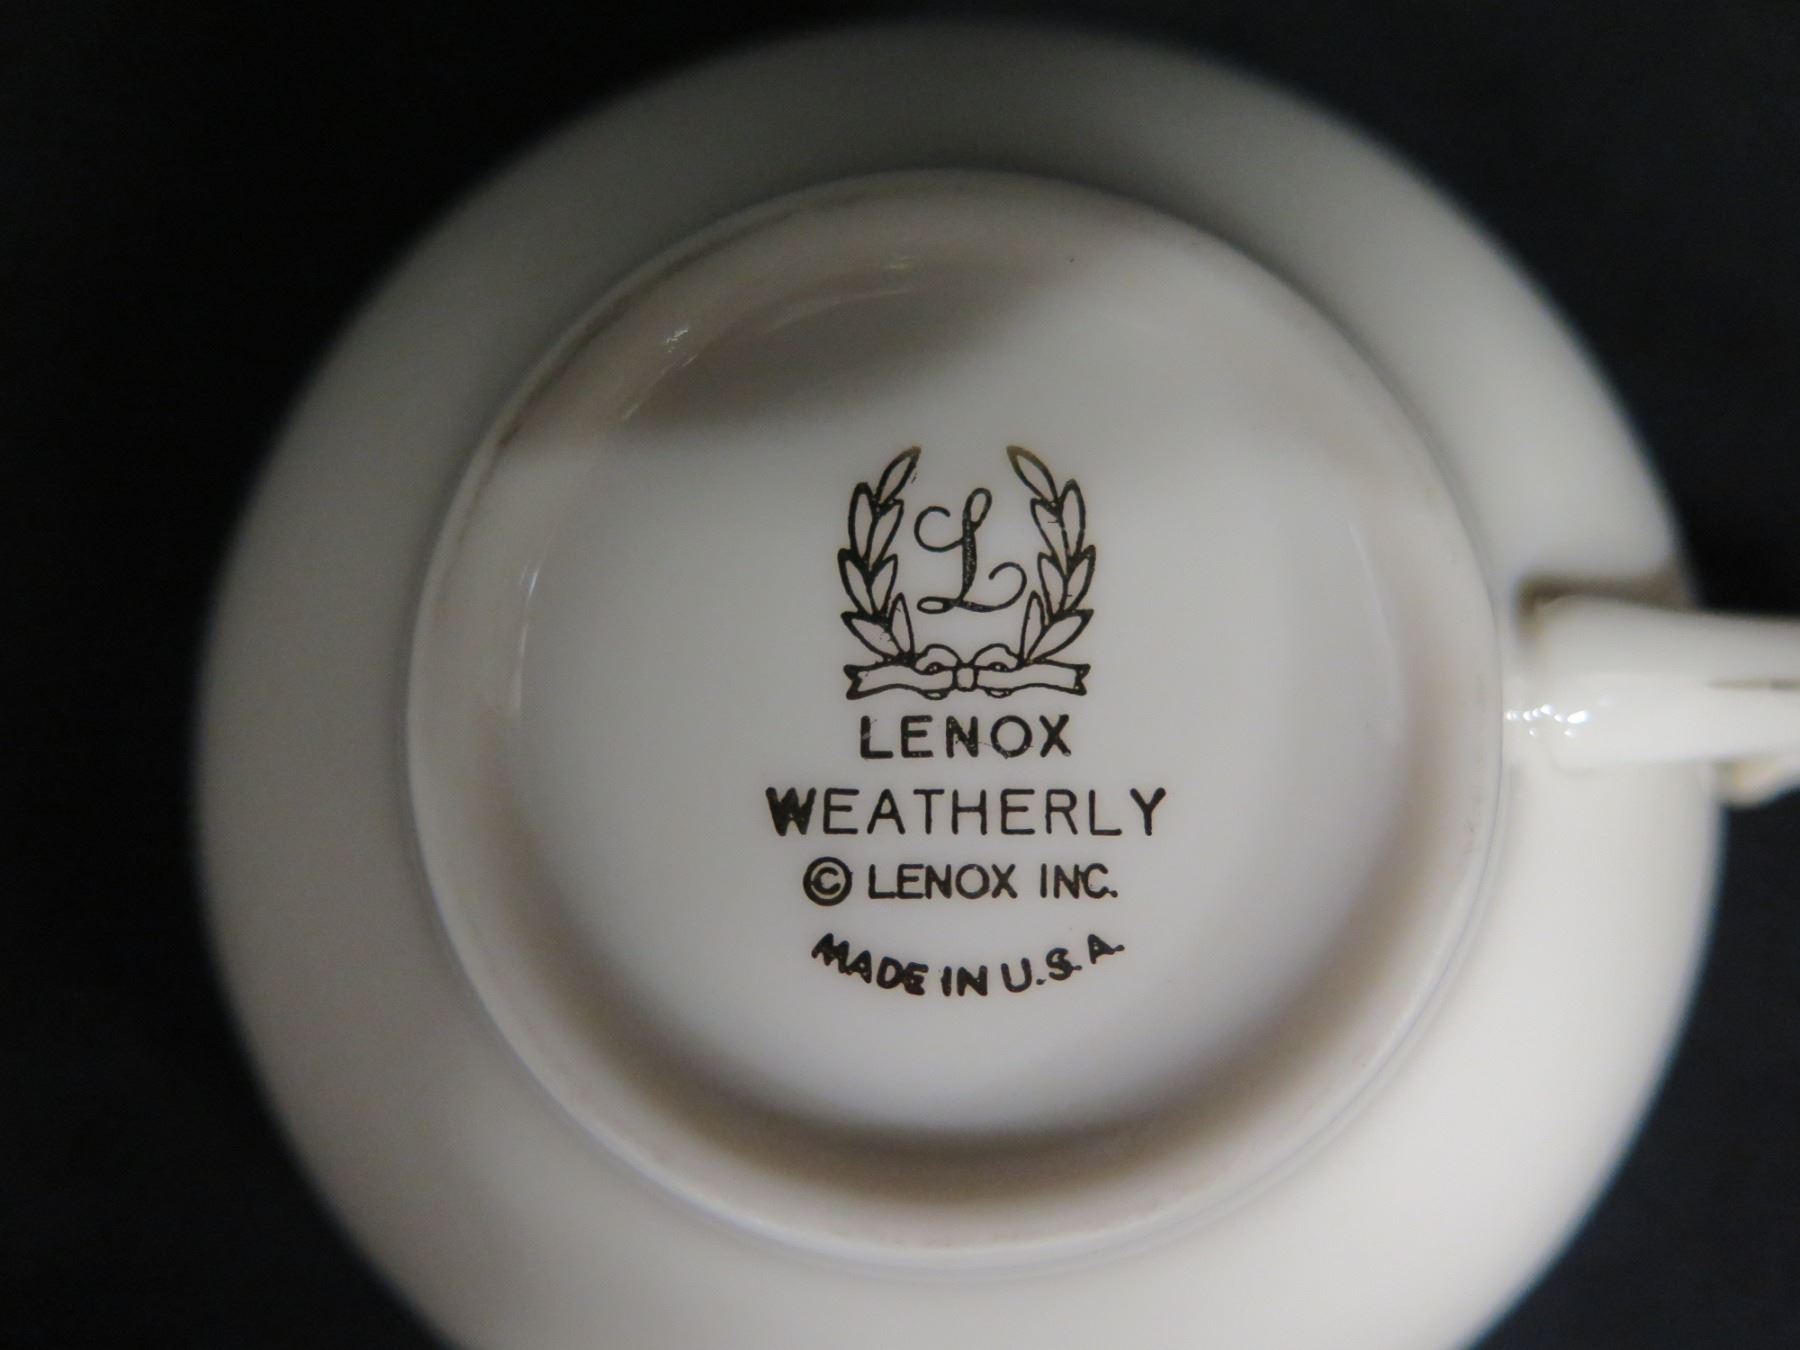 L
LENOX
WEATHERLY
© LENOX INC.
MADE IN U.S.A.